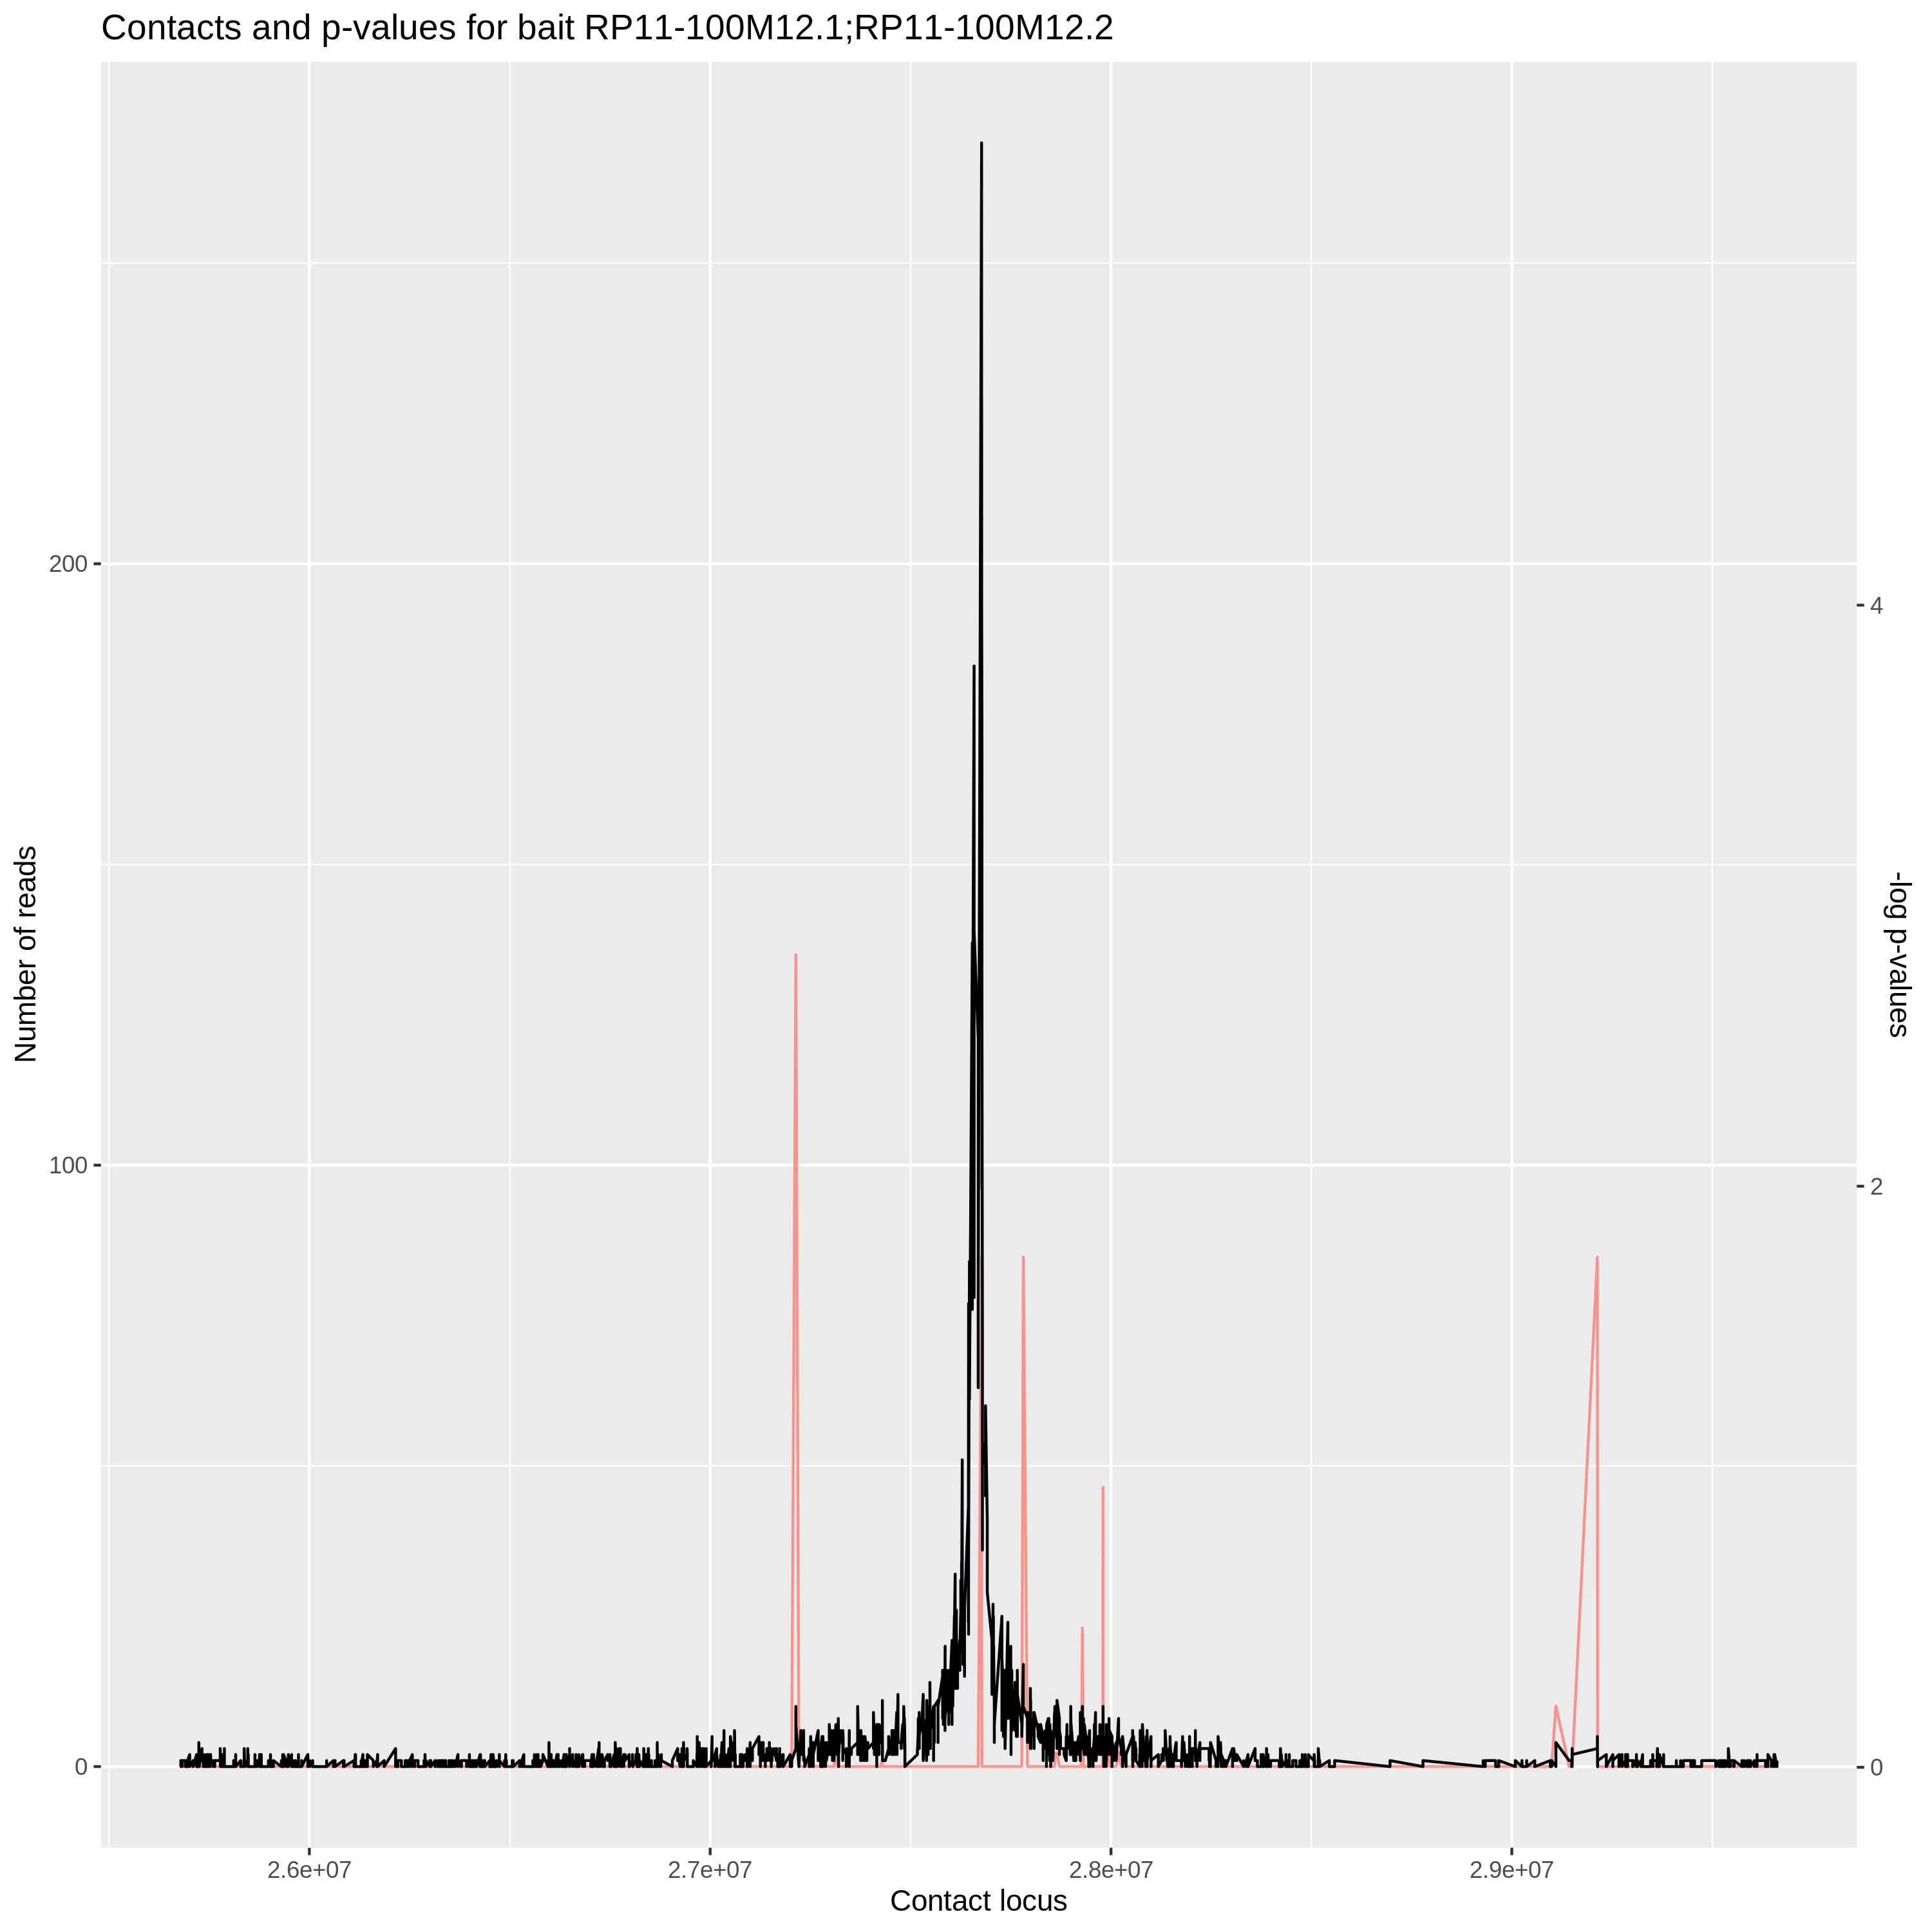 Contacts and p-values for bait RP11-100M12.1;RP11-100M12.2
Number of reads
200
100
0
-log p-values
4
2
0
2.6e+07
2.7e+07
2.8e+07
2.9e+07
Contact locus